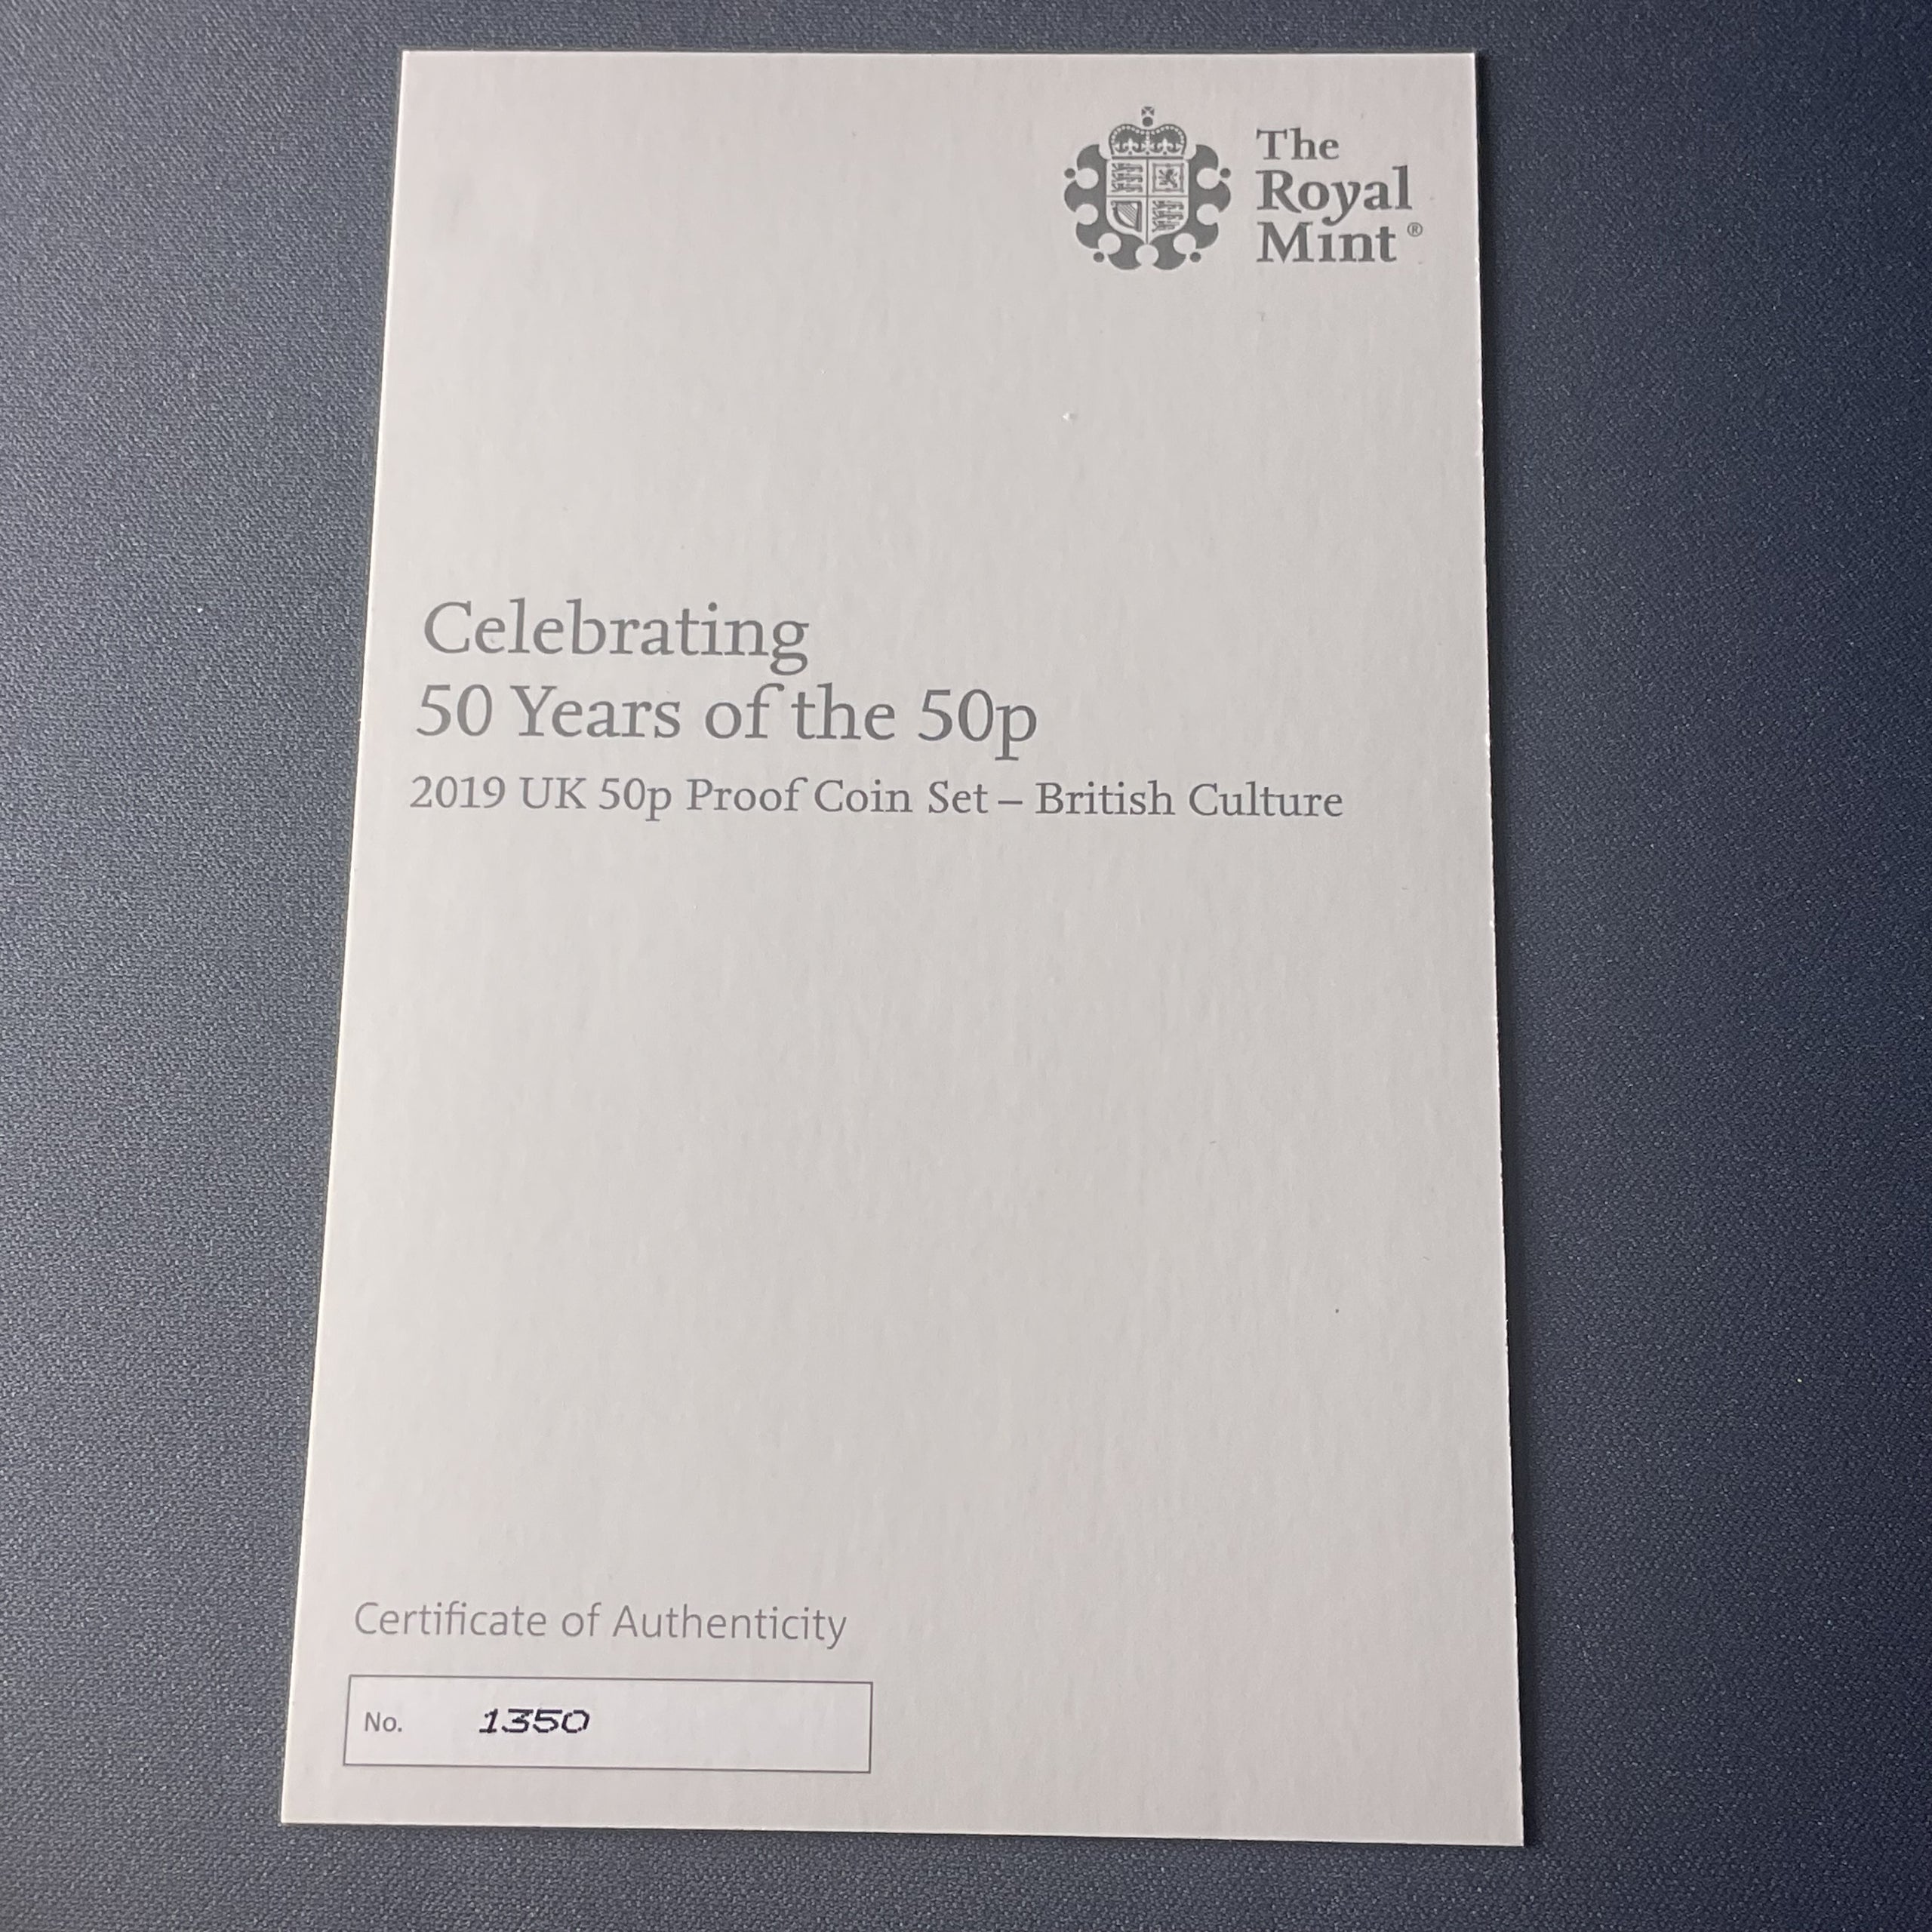 The
Royal
Mint®
Celebrating
50 Years of the 50p
2019 UK 50p Proof Coin Set – British Culture
Certificate of Authenticity
No. 1350